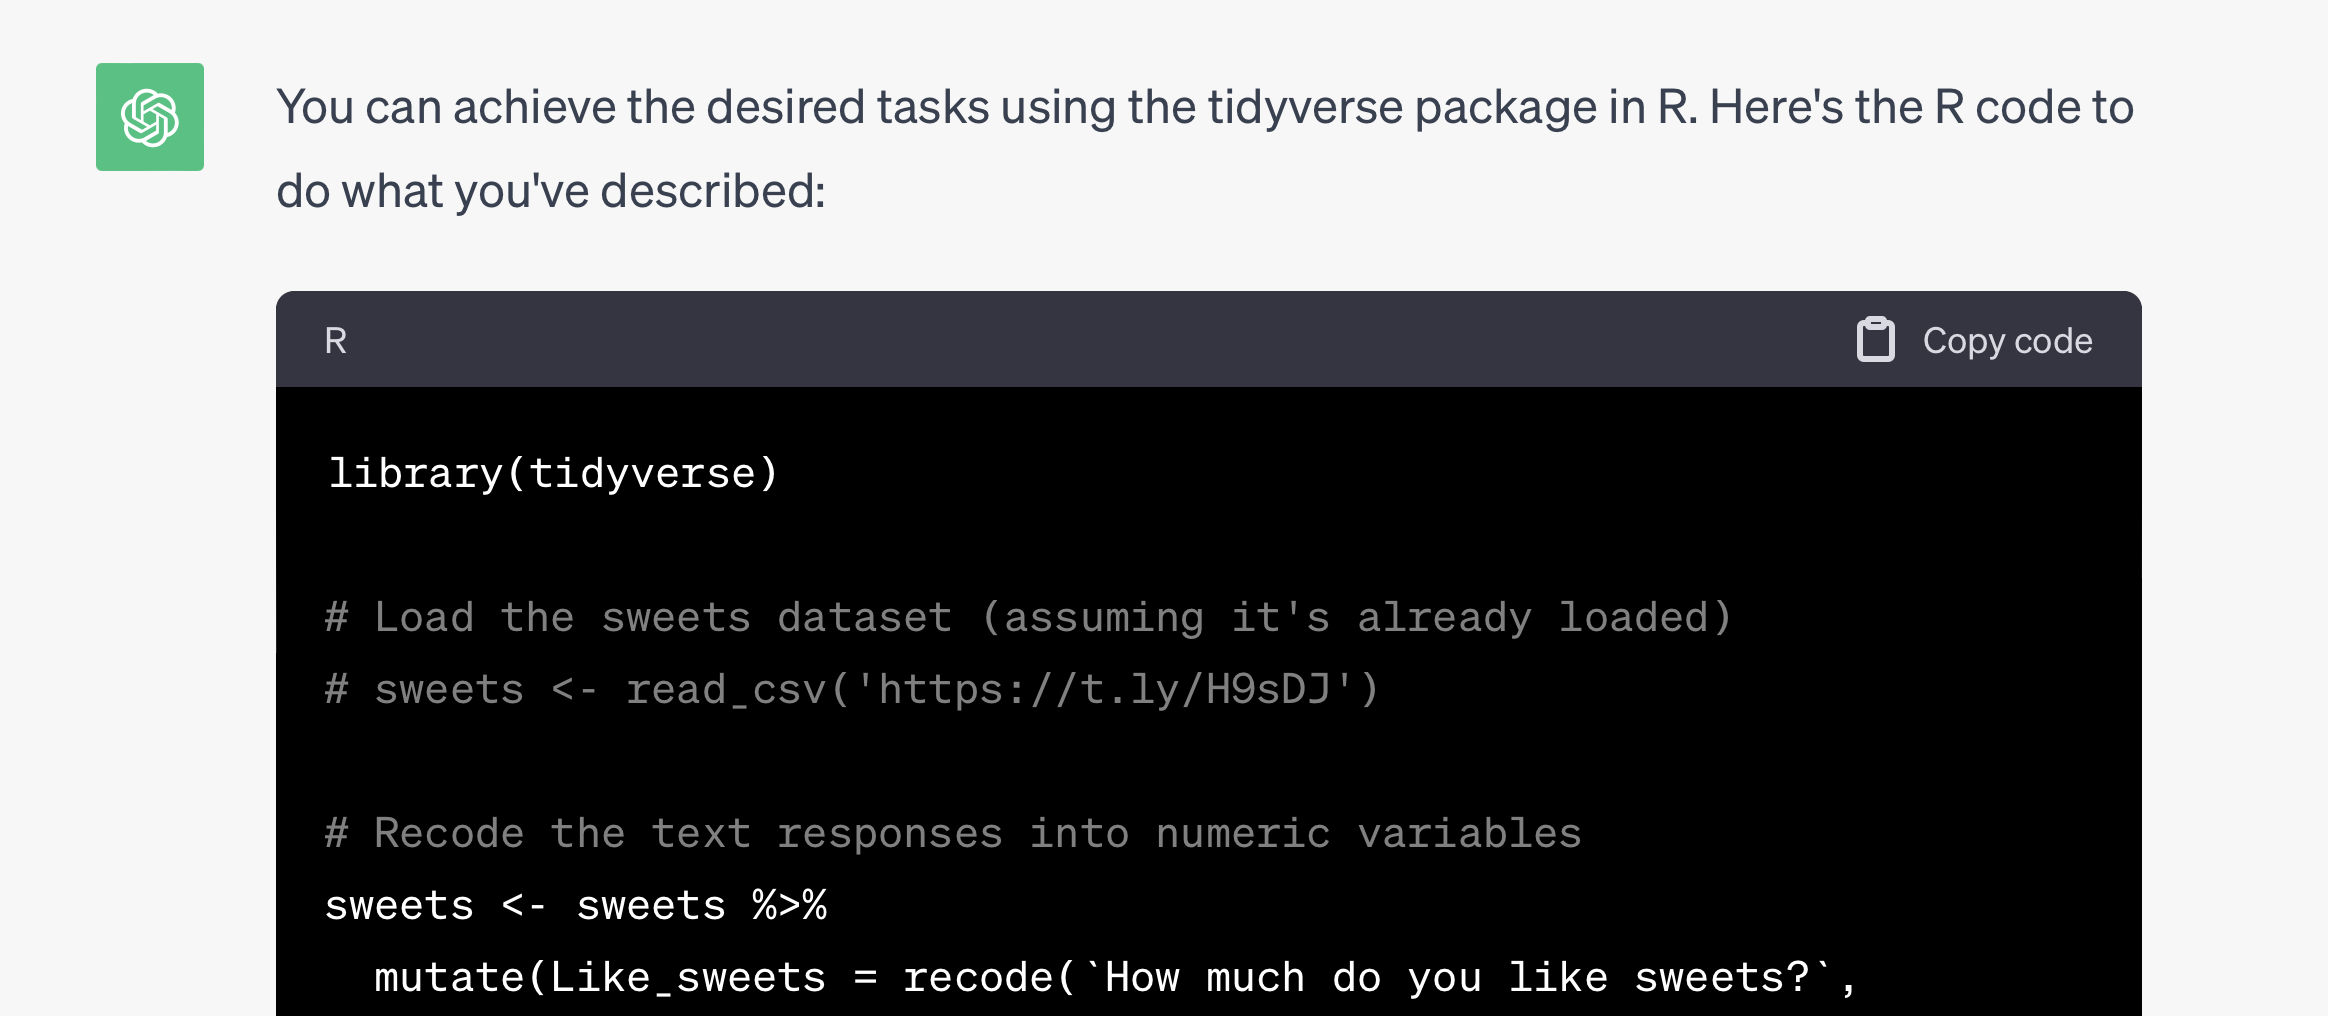 You can achieve the desired tasks using the tidyverse package in R. Here's the R code to
do what you've described:
R
Copy code
library(tidyverse)
# Load the sweets dataset (assuming it's already loaded)
# sweets <- read_csv('https://t.ly/H9sDJ')
# Recode the text responses into numeric variables
sweets <- sweets %>%
  mutate(Like_sweets = recode(`How much do you like sweets?`,